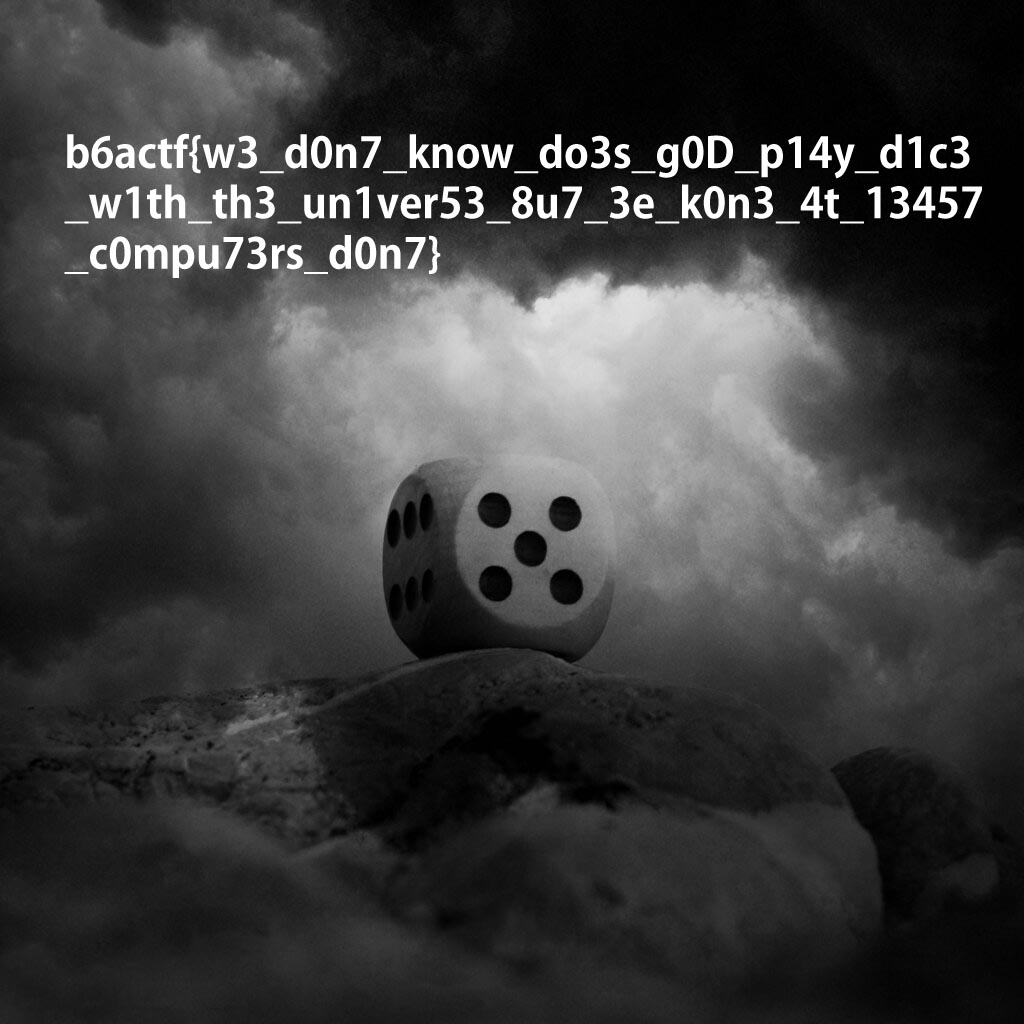 b6actf{w3_d0n7_know_do3s_g0D_p14y_d1c3
_w1th_th3_un1ver53_8u7_3e_k0n3_4t_13457
_c0mpu73rs_d0n7}